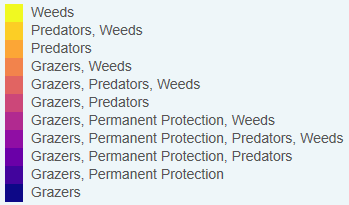 Weeds
Predators, Weeds
Predators
Grazers, Weeds
Grazers, Predators, Weeds
Grazers, Predators
Grazers, Permanent Protection, Weeds
Grazers, Permanent Protection, Predators, Weeds
Grazers, Permanent Protection, Predators
Grazers, Permanent Protection
Grazers